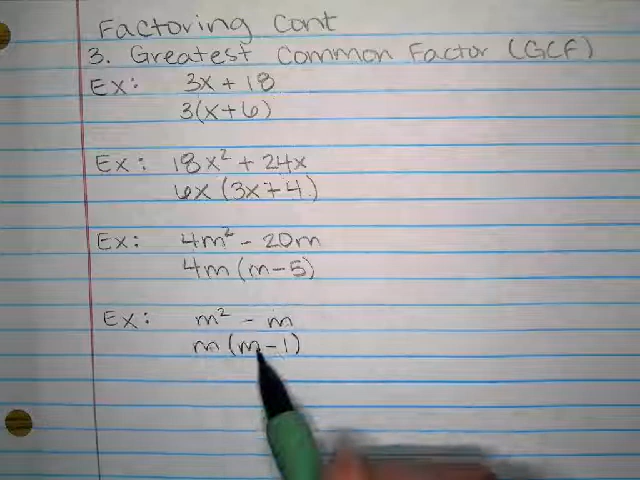 Factoring Cont
3. Greatest Common Factor (GCF)
Ex: 3x + 18
3(x+6)
Ex: 18x² + 24x
6x(3x+4)
Ex: 4m² - 20m
4m(m-5)
Ex: m² - m
m(m-1)